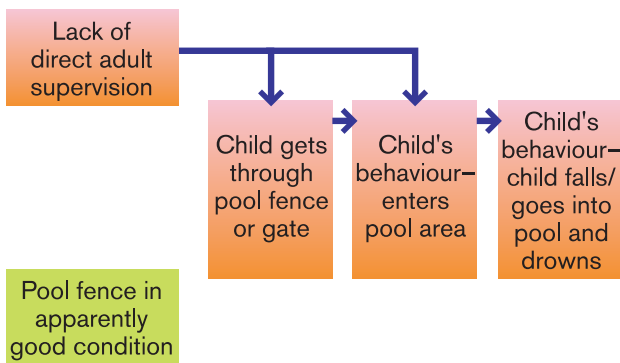 Lack of
direct adult
supervision
Child gets
through
pool fence
or gate
Child's
behaviour–
enters
pool area
Child's
behaviour–
child falls/
goes into
pool and
drowns
Pool fence in
apparently
good condition